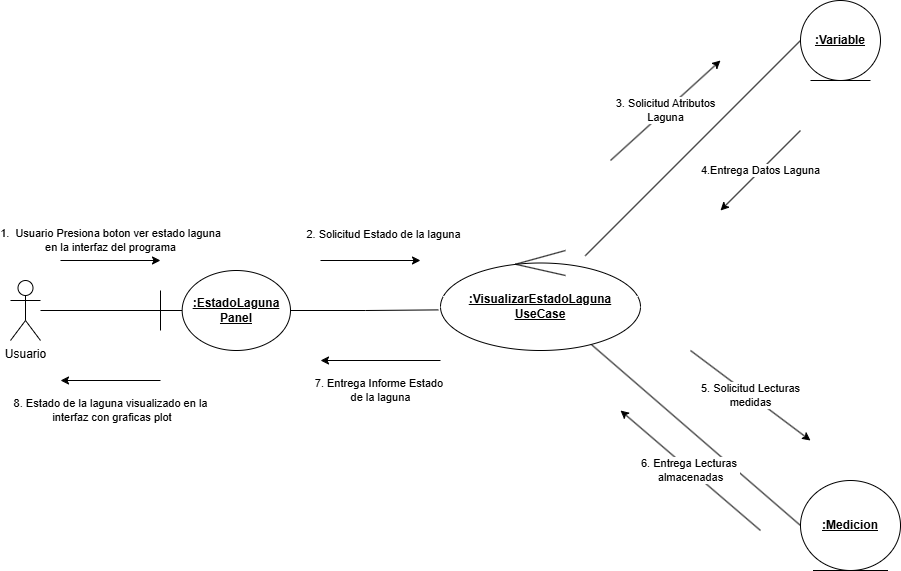 :Variable
3. Solicitud Atributos
Laguna
4.Entrega Datos Laguna
1.  Usuario Presiona boton ver estado laguna
en la interfaz del programa
2. Solicitud Estado de la laguna
:EstadoLaguna
Panel
:VisualizarEstadoLaguna
UseCase
Usuario
7. Entrega Informe Estado
de la laguna
8. Estado de la laguna visualizado en la
interfaz con graficas plot
5. Solicitud Lecturas
medidas
6. Entrega Lecturas
almacenadas
:Medicion